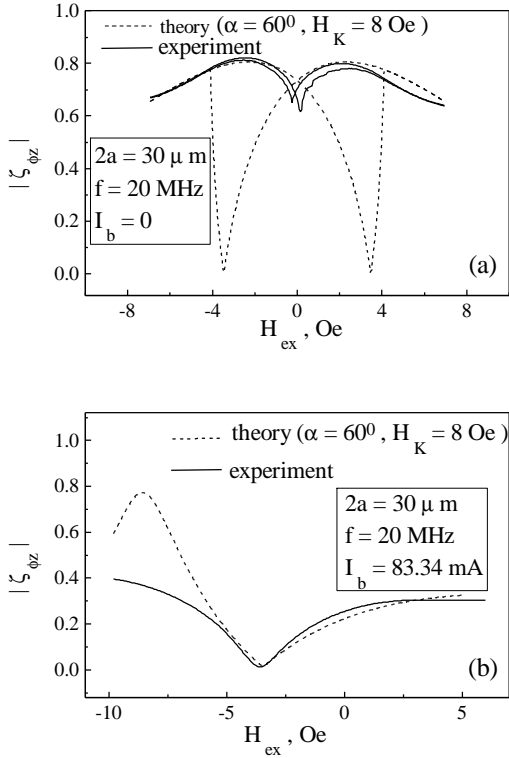 theory (α = 60⁰ , H_K = 8 Oe )
experiment
1.0
0.8
0.6
0.4
0.2
0.0
| ζ_ϕz |
2a = 30 μ m
f = 20 MHz
I_b = 0
(a)
-8 -4 0 4 8
H_ex , Oe
theory (α = 60⁰ , H_K = 8 Oe )
experiment
1.0
0.8
0.6
0.4
0.2
0.0
| ζ_ϕz |
2a = 30 μ m
f = 20 MHz
I_b = 83.34 mA
(b)
-10 -5 0 5
H_ex , Oe